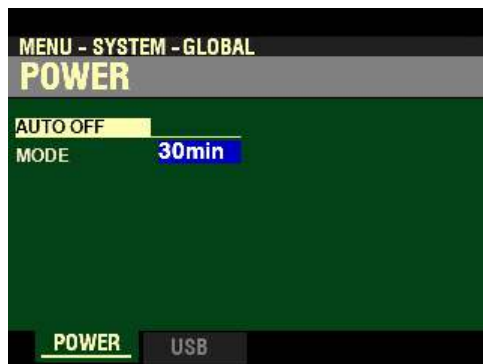 MENU - SYSTEM - GLOBAL
POWER
AUTO OFF
MODE 30min
POWER USB